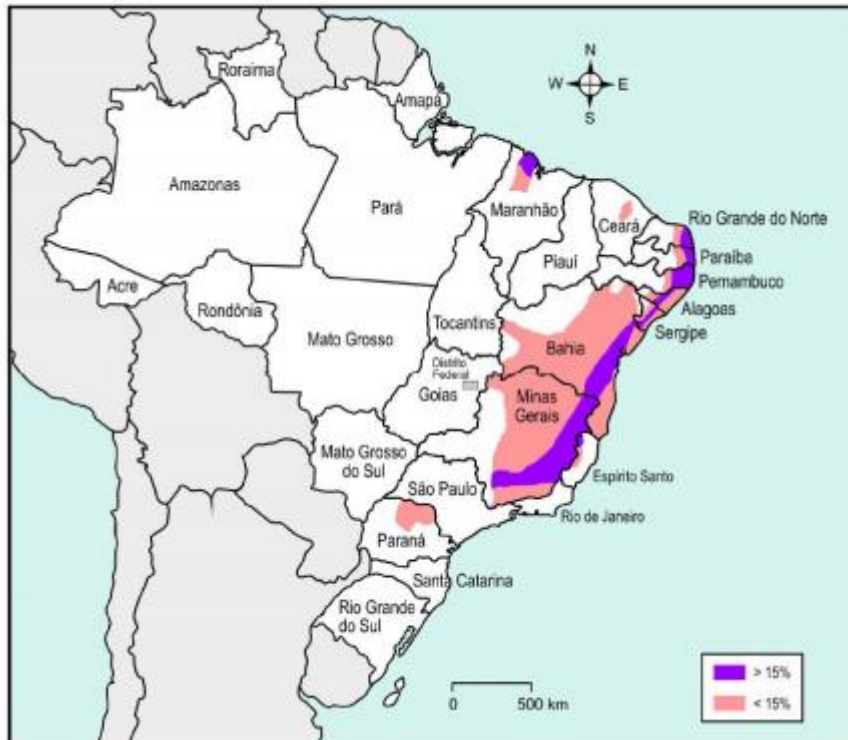 N
W E
S
Roraima
Amapá
Amazonas
Pará
Maranhão
Ceará
Rio Grande do Norte
Paraíba
Pernambuco
Alagoas
Sergipe
Piauí
Acre
Rondônia
Tocantins
Mato Grosso
Bahia
Distrito
Federal
Goías
Minas
Gerais
Mato Grosso
do Sul
São Paulo
Espírito Santo
Rio de Janeiro
Paraná
Santa Catarina
Rio Grande
do Sul
0 500 km
> 15%
< 15%